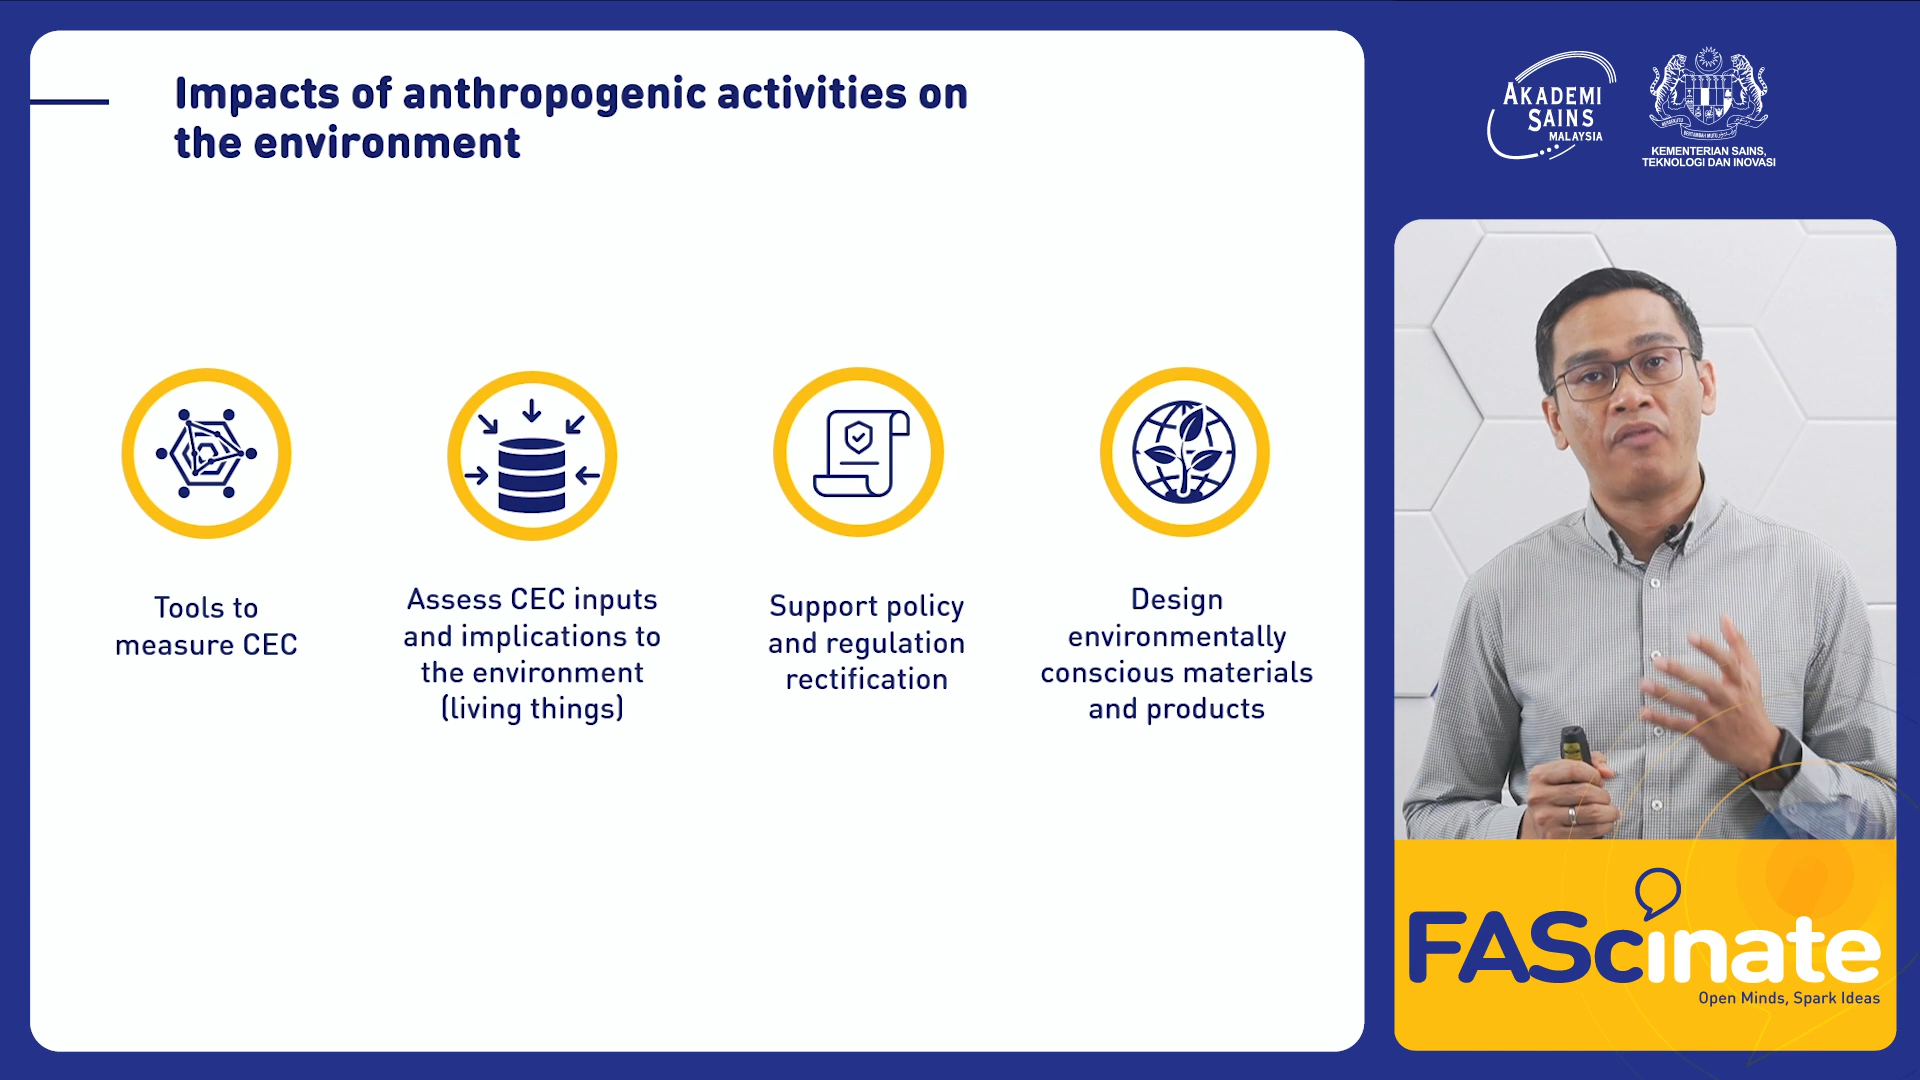 Impacts of anthropogenic activities on
the environment
Tools to
measure CEC
Assess CEC inputs
and implications to
the environment
(living things)
Support policy
and regulation
rectification
Design
environmentally
conscious materials
and products
AKADEMI
SAINS
MALAYSIA
KEMENTERIAN SAINS,
TEKNOLOGI DAN INOVASI
FAScinate
Open Minds, Spark Ideas